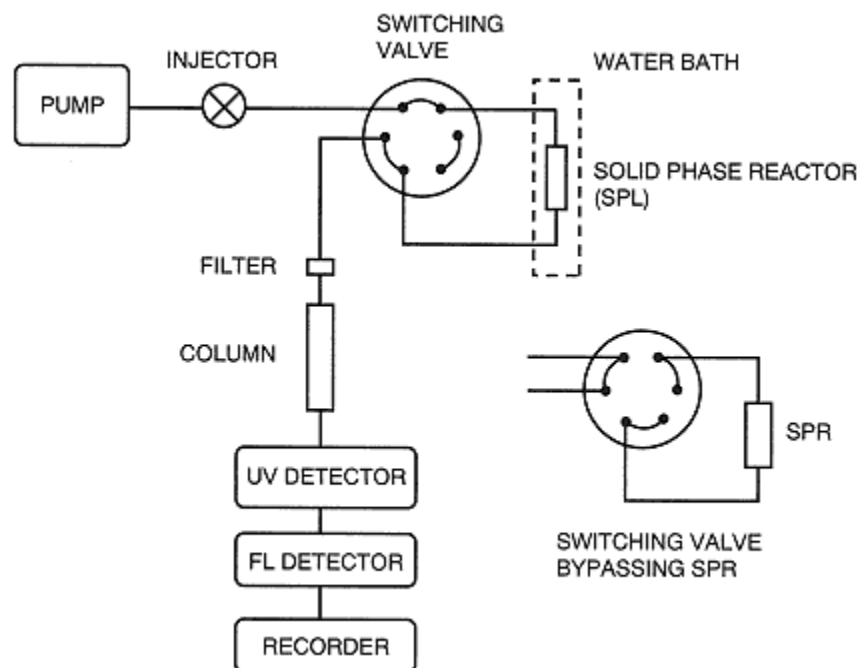 SWITCHING
VALVE
INJECTOR
WATER BATH
PUMP
SOLID PHASE REACTOR
(SPL)
FILTER
COLUMN
SPR
UV DETECTOR
SWITCHING VALVE
BYPASSING SPR
FL DETECTOR
RECORDER